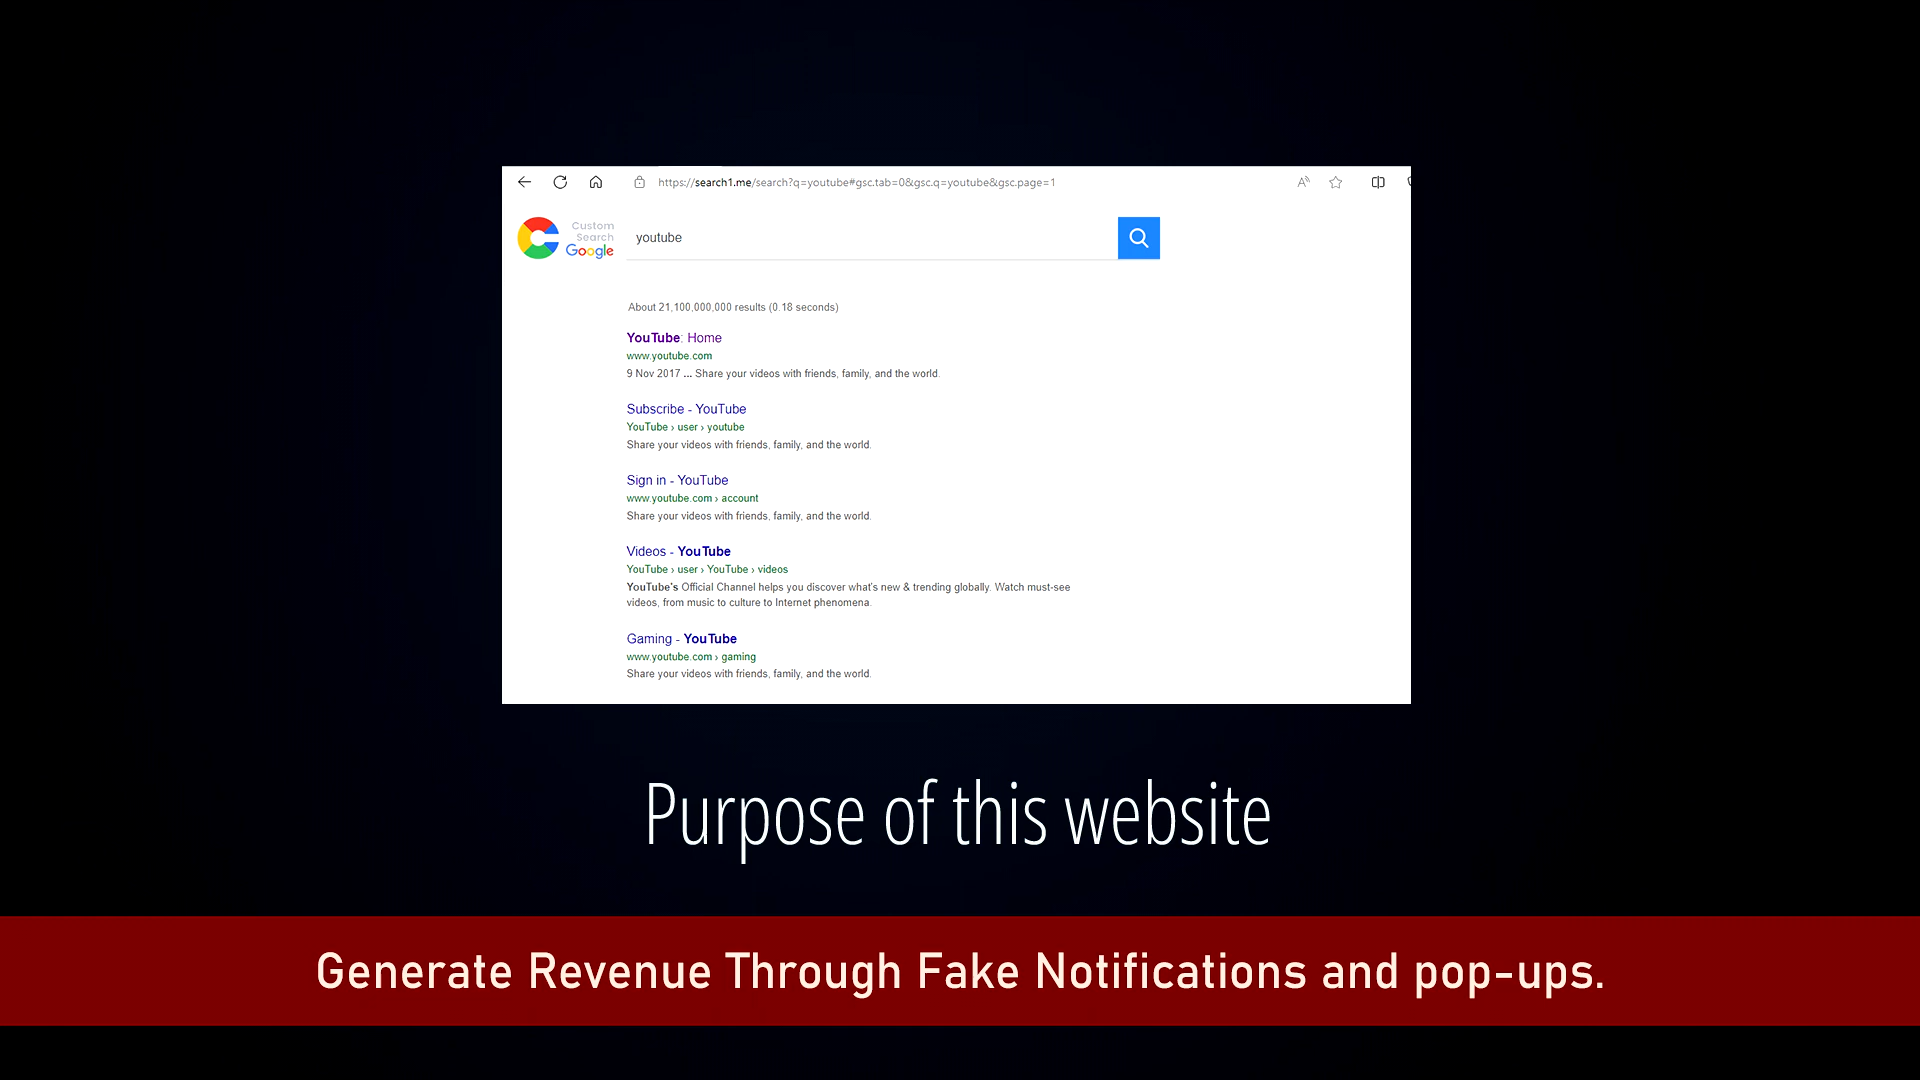 https://search1.me/search?q=youtube#gsc.tab=0&gsc.q=youtube&gsc.page=1
Custom
Search
Google
youtube
About 21,100,000,000 results (0.18 seconds)
YouTube: Home
www.youtube.com
9 Nov 2017 ... Share your videos with friends, family, and the world.
Subscribe - YouTube
YouTube › user › youtube
Share your videos with friends, family, and the world.
Sign in - YouTube
www.youtube.com › account
Share your videos with friends, family, and the world.
Videos - YouTube
YouTube › user › YouTube › videos
YouTube's Official Channel helps you discover what's new & trending globally. Watch must-see
videos, from music to culture to Internet phenomena.
Gaming - YouTube
www.youtube.com › gaming
Share your videos with friends, family, and the world.
Purpose of this website
Generate Revenue Through Fake Notifications and pop-ups.